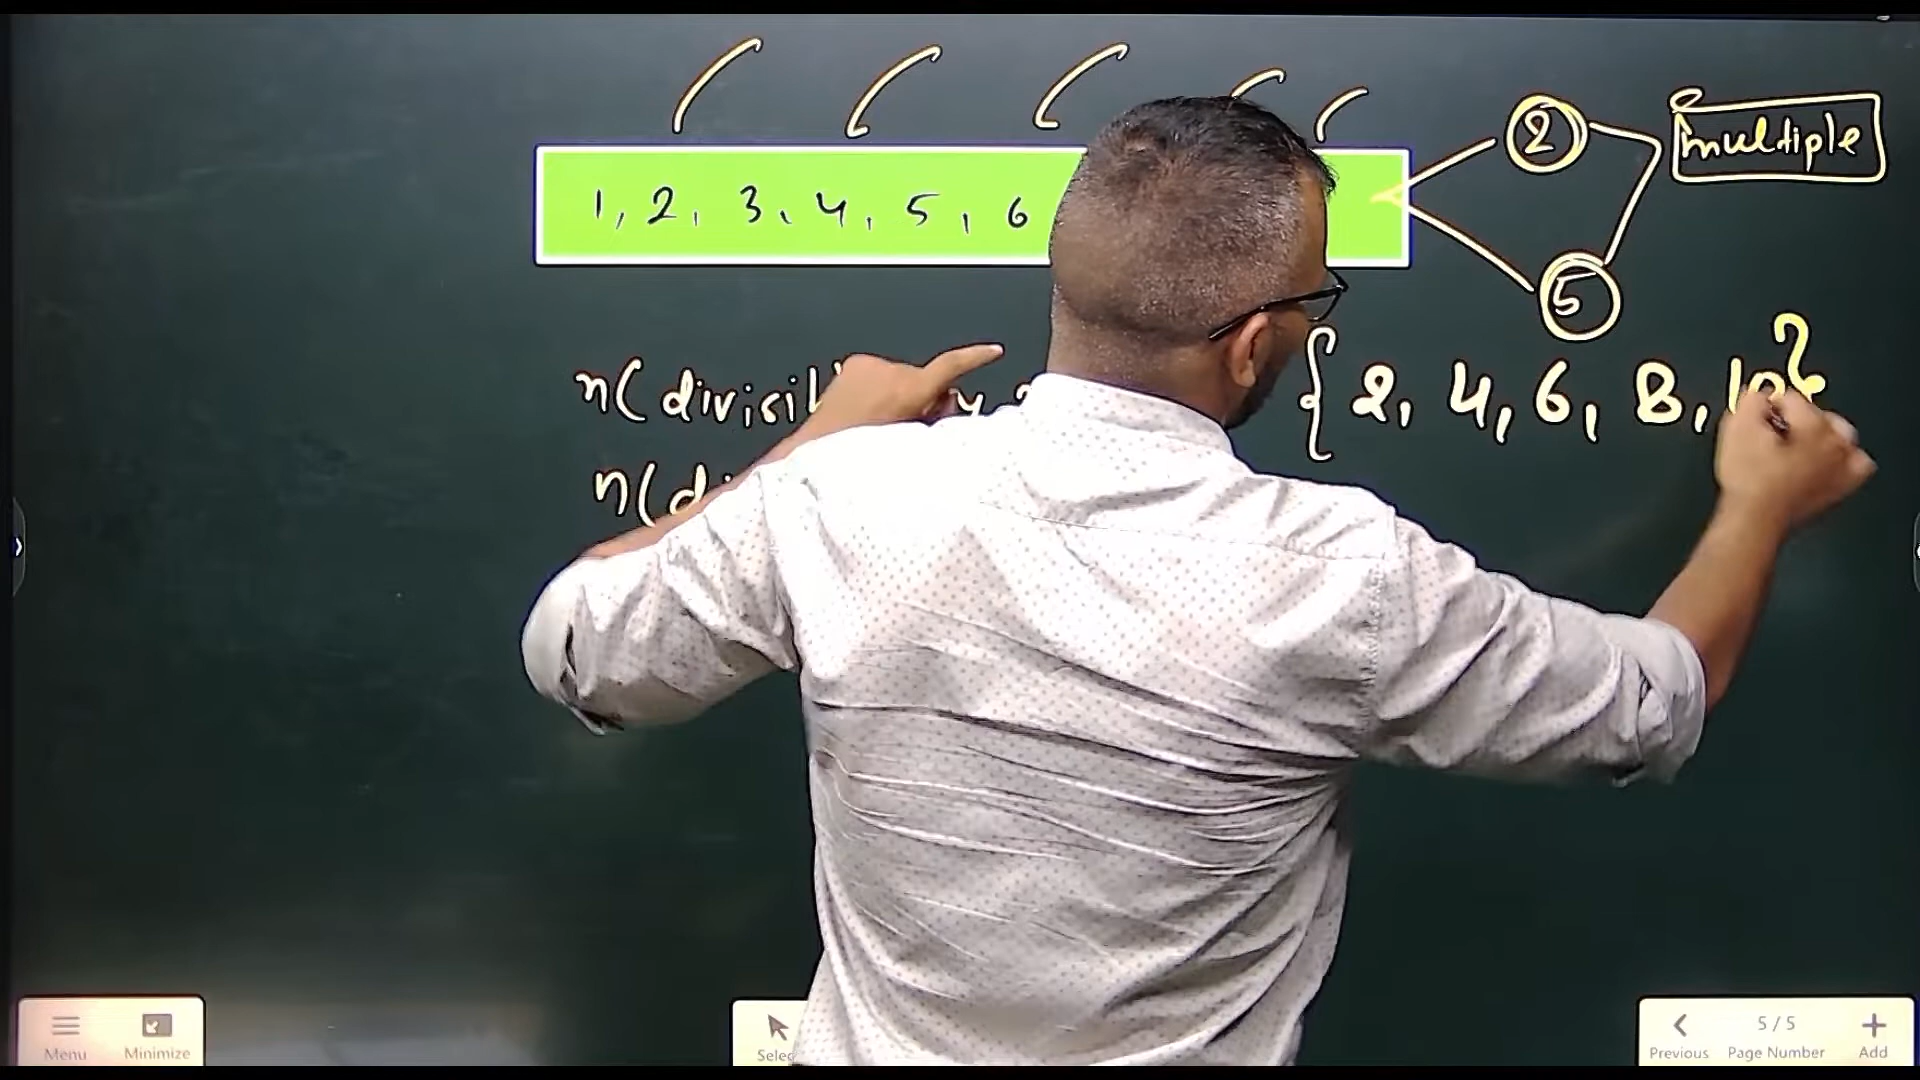 1, 2, 3, 4, 5, 6
2
multiple
5
n(
{ 2, 4, 6, 8, 10
n(
Menu
Minimize
Previous
5 / 5
Page Number
Add